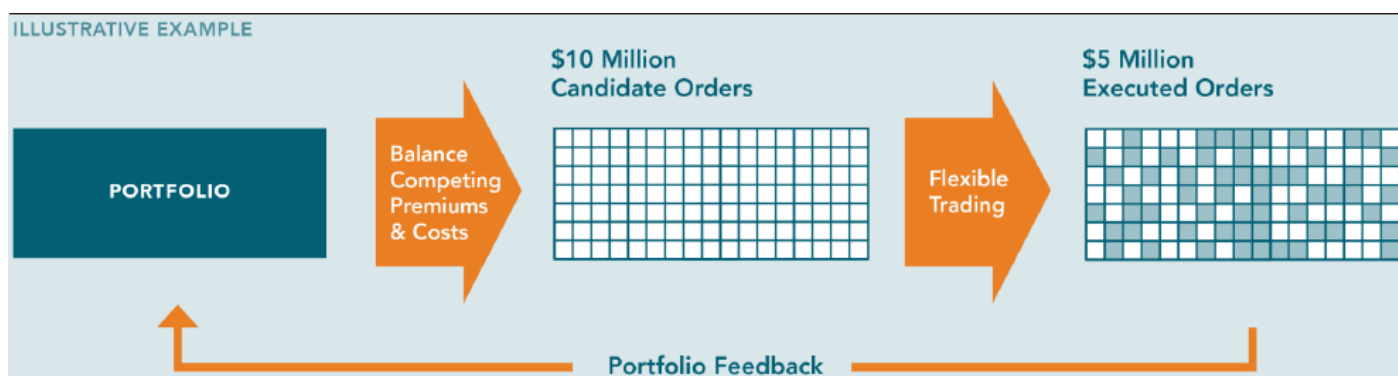 ILLUSTRATIVE EXAMPLE
PORTFOLIO
Balance
Competing
Premiums
& Costs
$10 Million
Candidate Orders
Flexible
Trading
$5 Million
Executed Orders
Portfolio Feedback